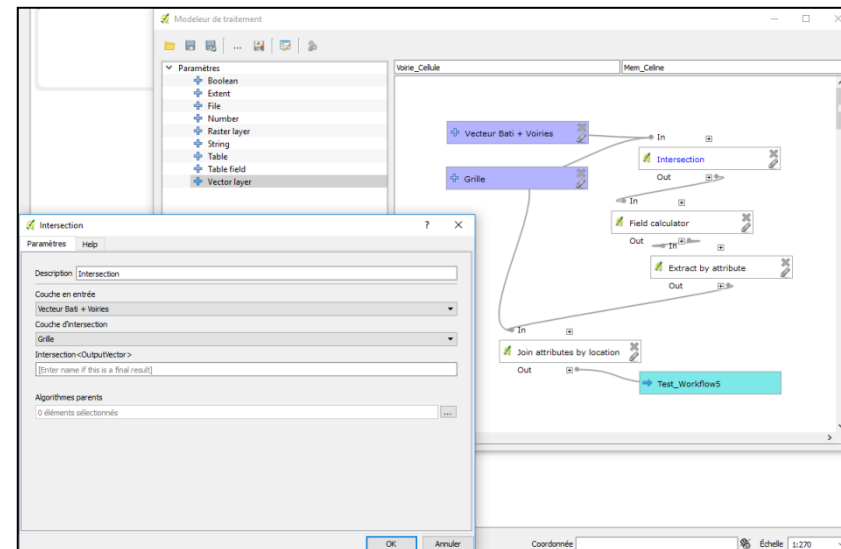 Modeleur de traitement
...
Paramètres
Boolean
Extent
File
Number
Raster layer
String
Table
Table field
Vector layer
Voirie_Cellule
Mem_Celine
Vecteur Bati + Voiries
Grille
In
Intersection
Out
In
Field calculator
Out
In
Extract by attribute
Out
In
Join attributes by location
Out
Test_Workflow5
Intersection
?
Paramètres
Help
Description
Intersection
Couche en entrée
Vecteur Bati + Voiries
Couche d'intersection
Grille
Intersection<OutputVector>
[Enter name if this is a final result]
Algorithmes parents
0 éléments sélectionnés
...
OK
Annuler
Coordonnée
Échelle
1:270